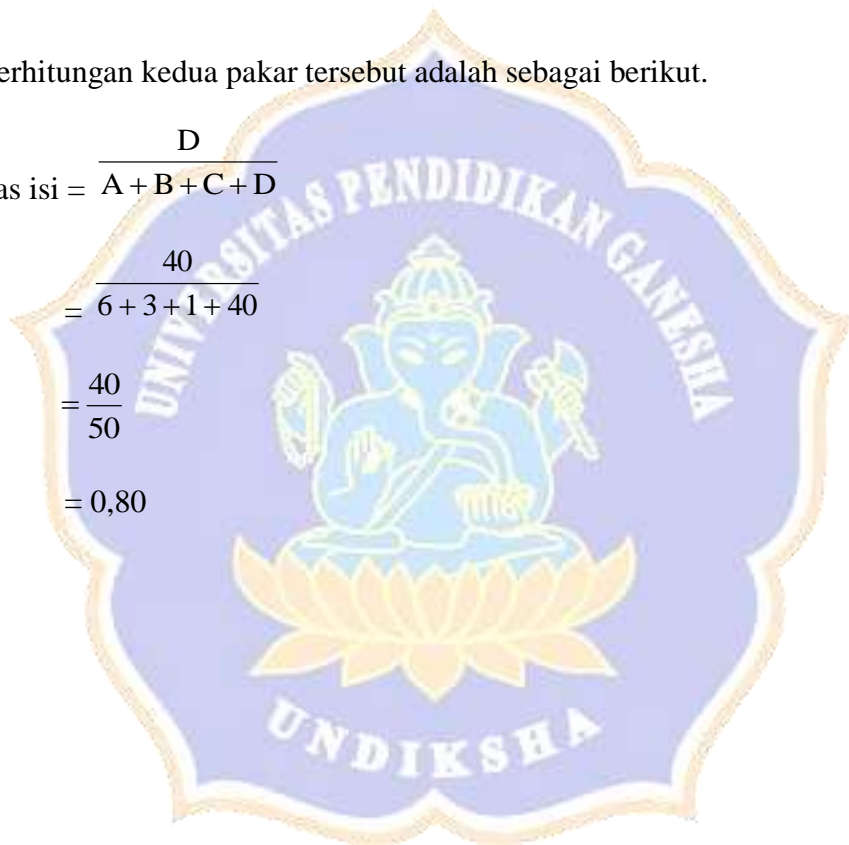 erhitungan kedua pakar tersebut adalah sebagai berikut.
as isi = D / A + B + C + D
= 40 / 6 + 3 + 1 + 40
= 40 / 50
= 0,80
UNIVERSITAS PENDIDIKAN GANESHA
UNDIKSHA